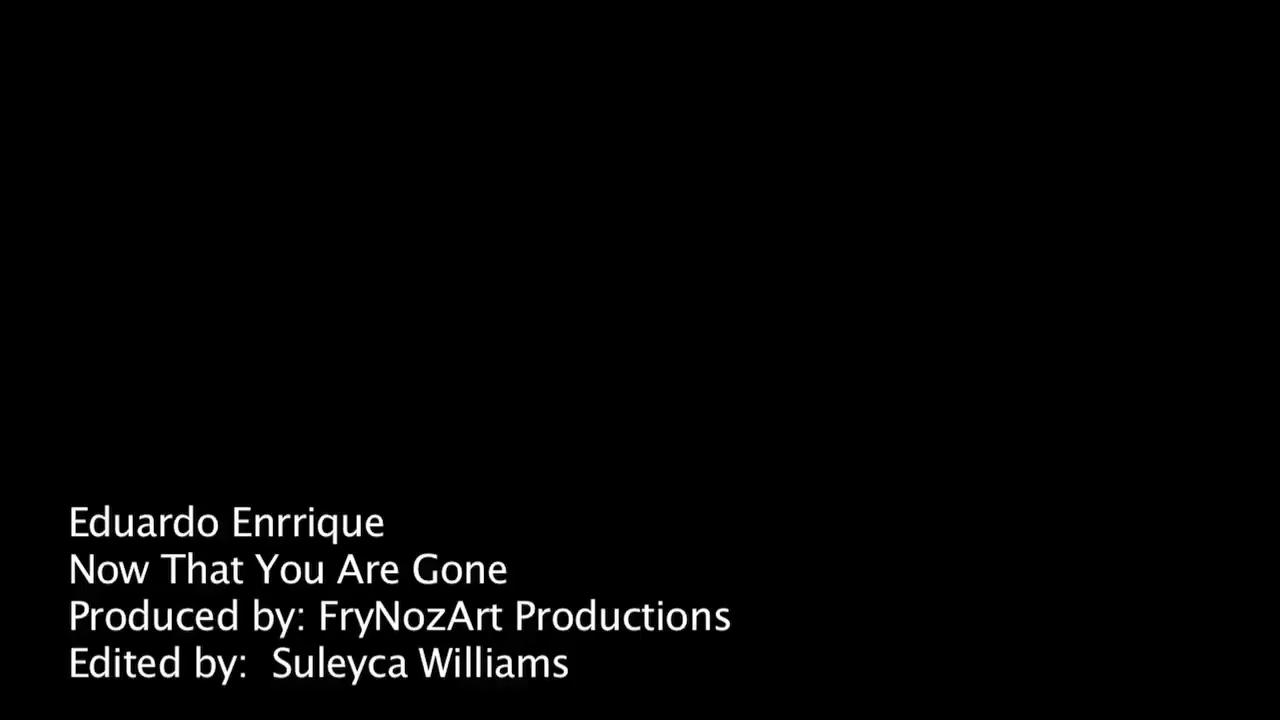 Eduardo Enrrique
Now That You Are Gone
Produced by: FryNozArt Productions
Edited by:  Suleyca Williams